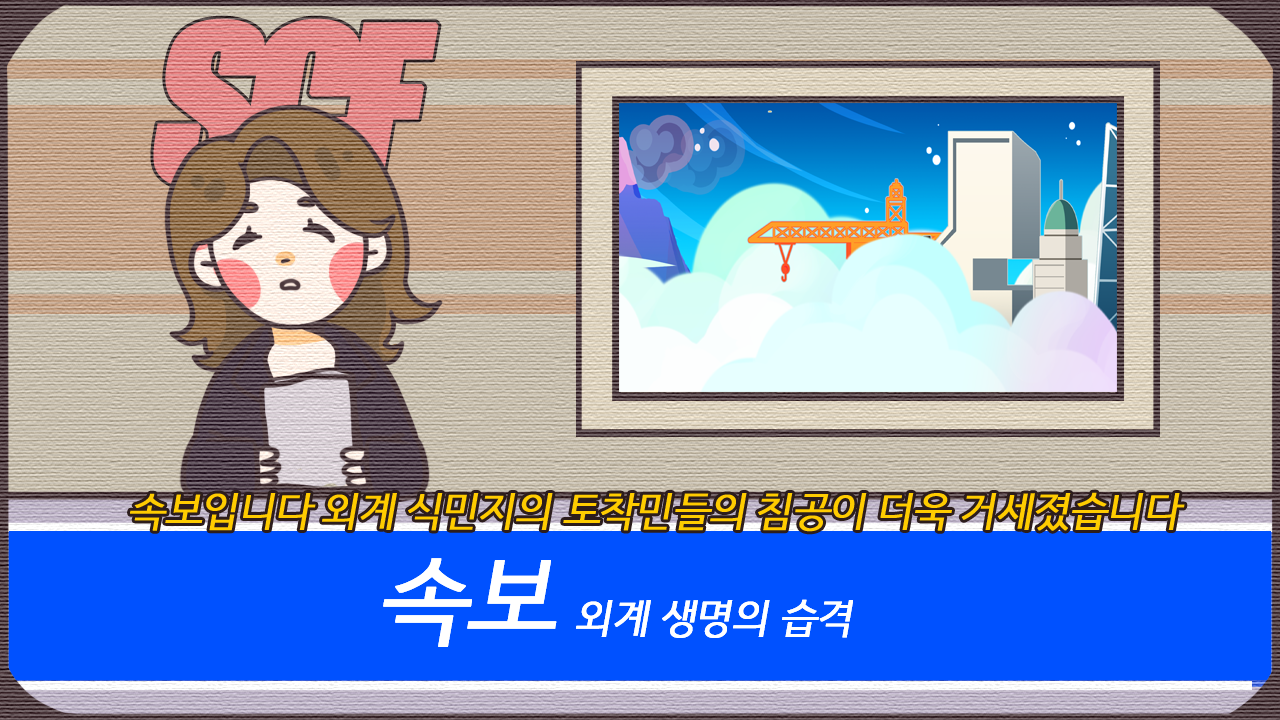 속보입니다 외계 식민지의 토착민들의 침공이 더욱 거세졌습니다
속보 외계 생명의 습격